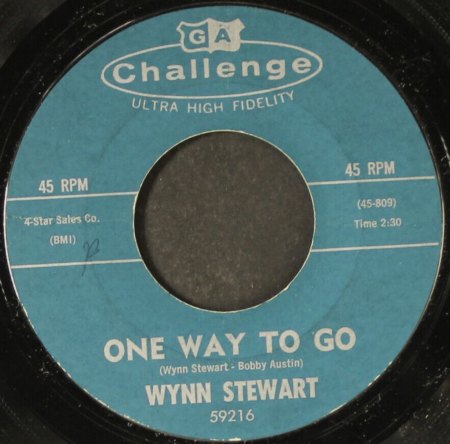 GA
Challenge
ULTRA HIGH FIDELITY
45 RPM
45 RPM
4-Star Sales Co.
(BMI)
(45-809)
Time 2:30
ONE WAY TO GO
(Wynn Stewart - Bobby Austin)
WYNN STEWART
59216